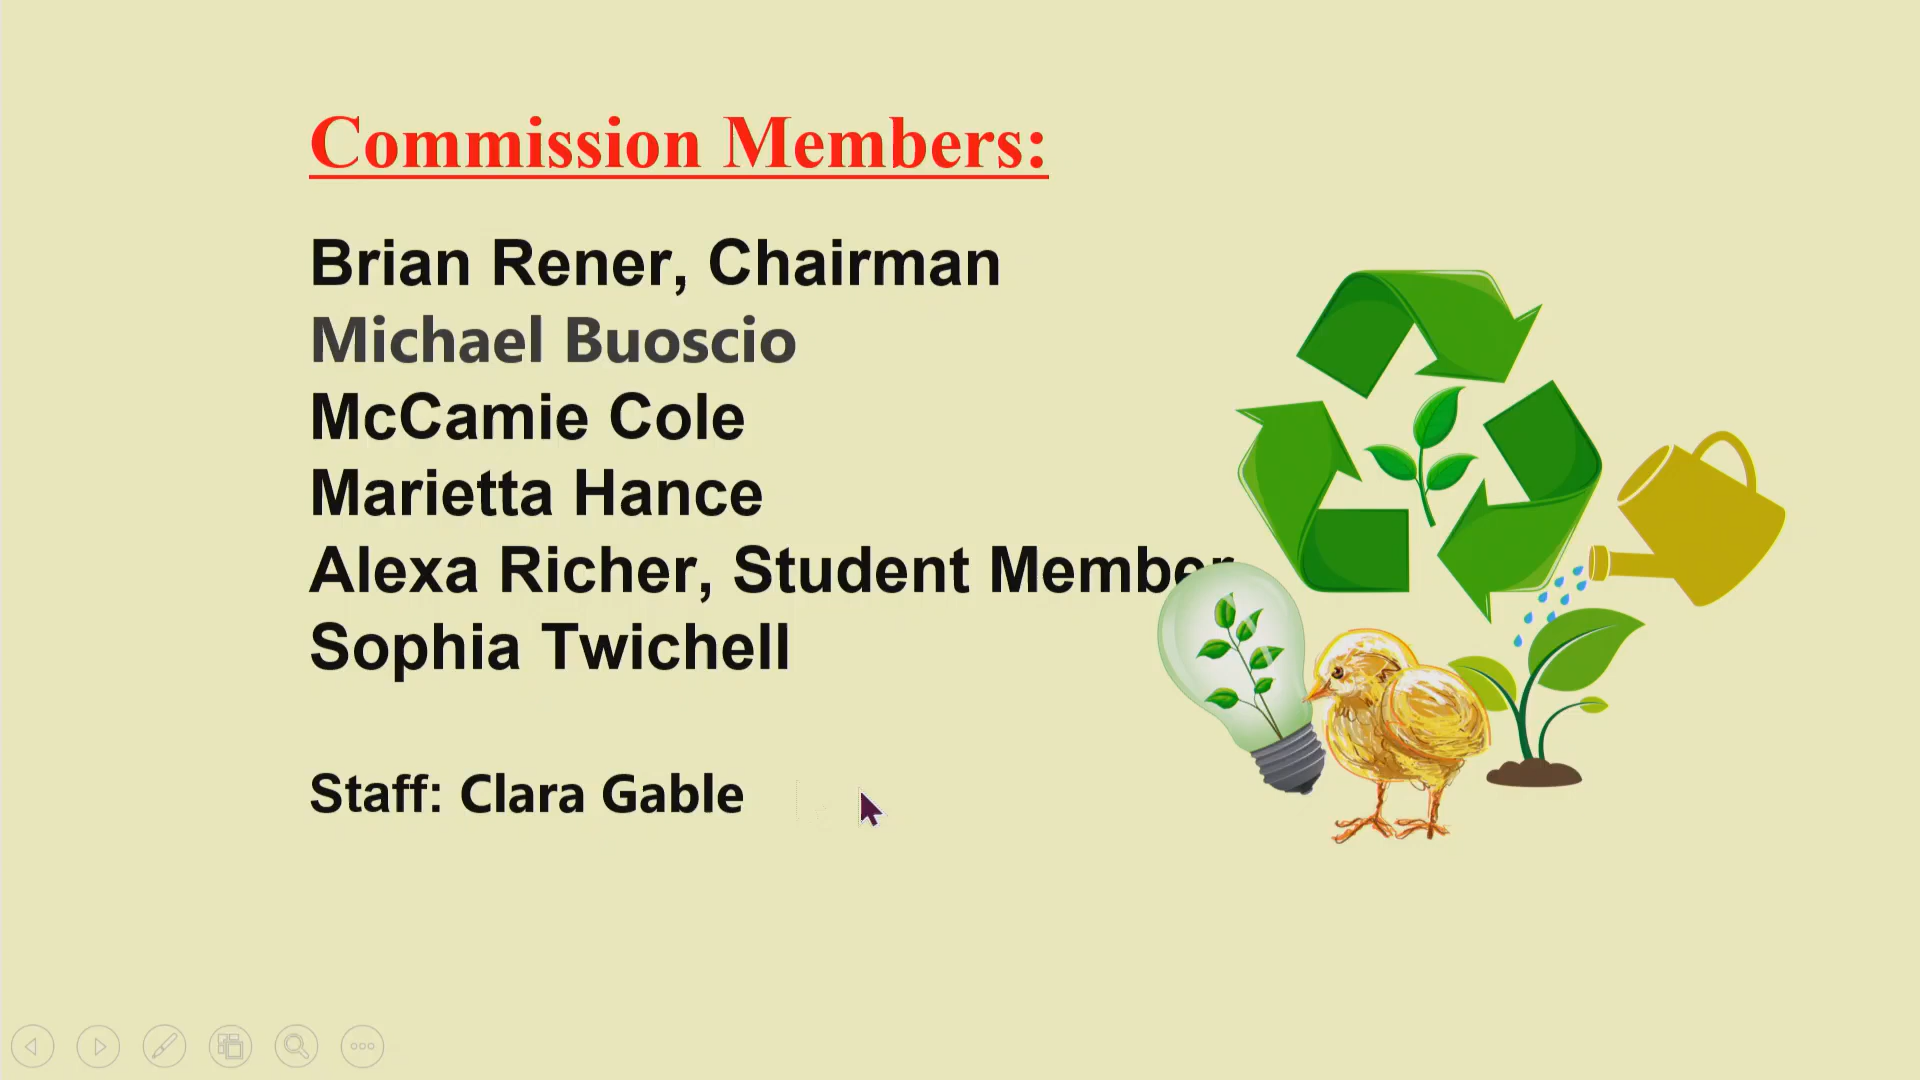 Commission Members:
Brian Rener, Chairman
Michael Buoscio
McCamie Cole
Marietta Hance
Alexa Richer, Student Member
Sophia Twichell
Staff: Clara Gable